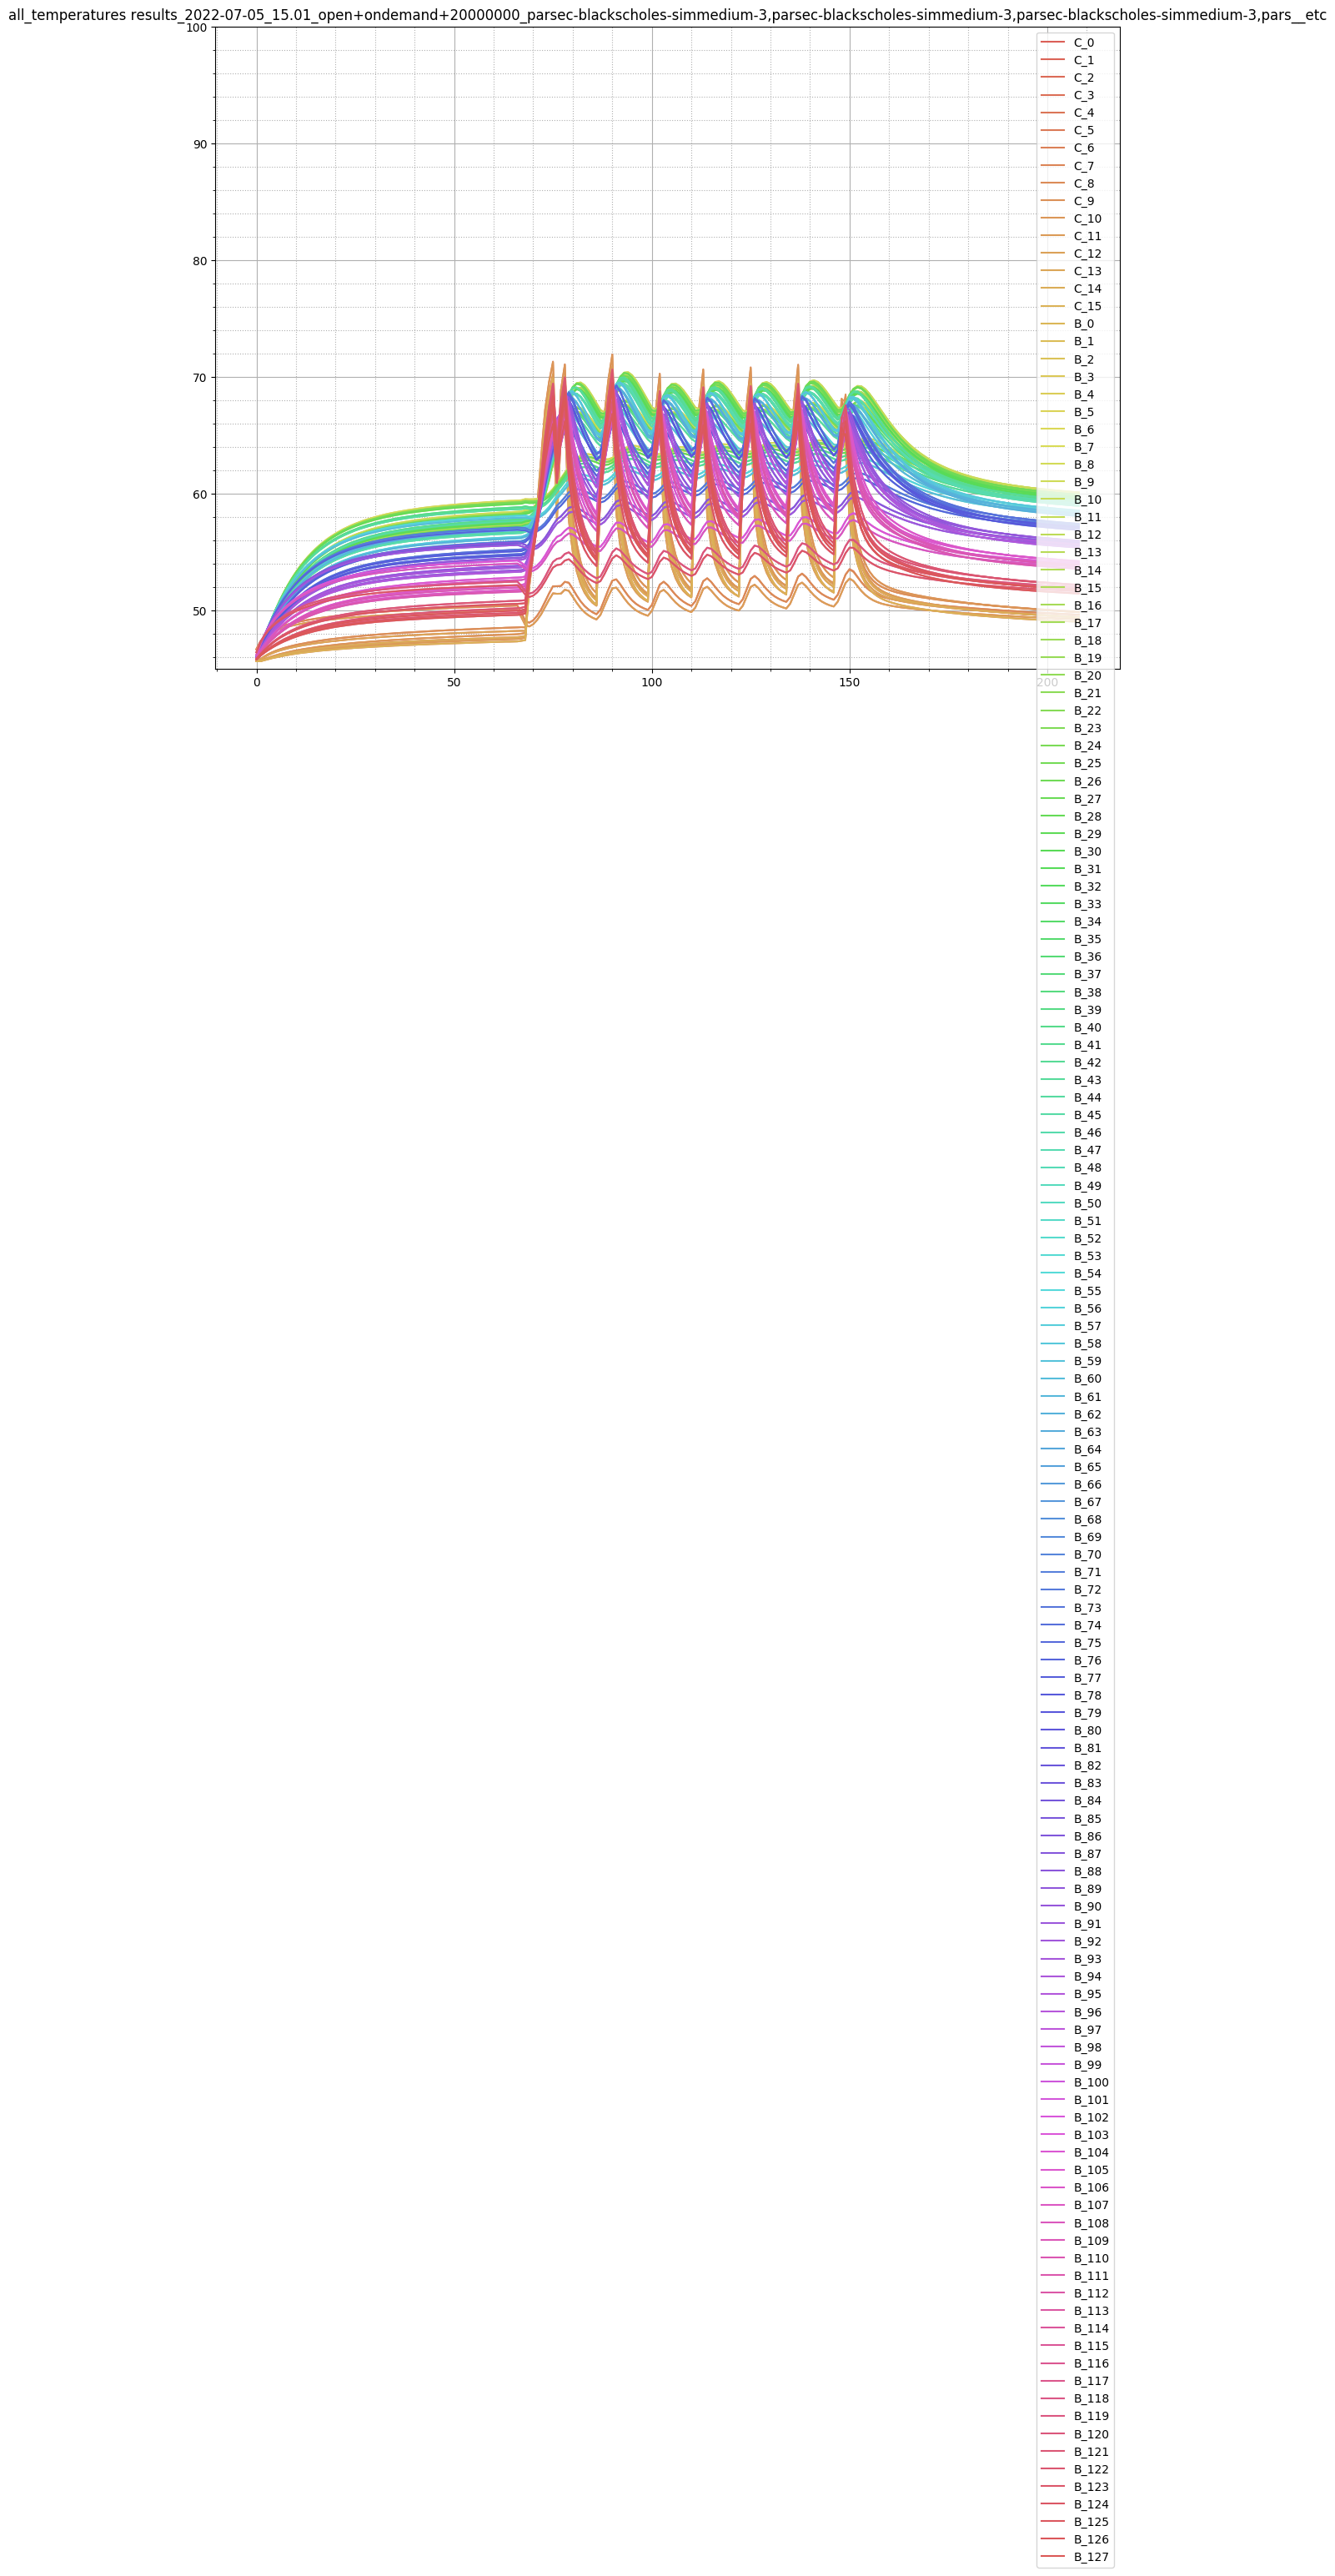 all_temperatures results_2022-07-05_15.01_open+ondemand+20000000_parsec-blackscholes-simmedium-3,parsec-blackscholes-simmedium-3,parsec-blackscholes-simmedium-3,pars__etc
100
90
80
70
60
50
0
50
100
150
200
C_0
C_1
C_2
C_3
C_4
C_5
C_6
C_7
C_8
C_9
C_10
C_11
C_12
C_13
C_14
C_15
B_0
B_1
B_2
B_3
B_4
B_5
B_6
B_7
B_8
B_9
B_10
B_11
B_12
B_13
B_14
B_15
B_16
B_17
B_18
B_19
B_20
B_21
B_22
B_23
B_24
B_25
B_26
B_27
B_28
B_29
B_30
B_31
B_32
B_33
B_34
B_35
B_36
B_37
B_38
B_39
B_40
B_41
B_42
B_43
B_44
B_45
B_46
B_47
B_48
B_49
B_50
B_51
B_52
B_53
B_54
B_55
B_56
B_57
B_58
B_59
B_60
B_61
B_62
B_63
B_64
B_65
B_66
B_67
B_68
B_69
B_70
B_71
B_72
B_73
B_74
B_75
B_76
B_77
B_78
B_79
B_80
B_81
B_82
B_83
B_84
B_85
B_86
B_87
B_88
B_89
B_90
B_91
B_92
B_93
B_94
B_95
B_96
B_97
B_98
B_99
B_100
B_101
B_102
B_103
B_104
B_105
B_106
B_107
B_108
B_109
B_110
B_111
B_112
B_113
B_114
B_115
B_116
B_117
B_118
B_119
B_120
B_121
B_122
B_123
B_124
B_125
B_126
B_127